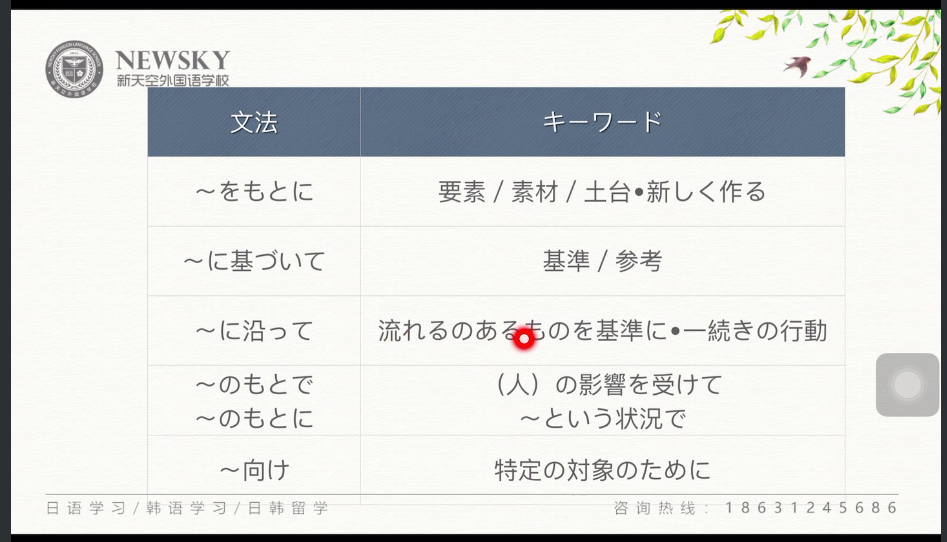 NEWSKY
新天空外国语学校
文法 キーワード
～をもとに 要素 / 素材 / 土台•新しく作る
～に基づいて 基準 / 参考
～に沿って 流れるのあるものを基準に•一続きの行動
～のもとで （人）の影響を受けて
～のもとに ～という状況で
～向け 特定の対象のために
日语学习/韩语学习/日韩留学 咨询热线：18631245686